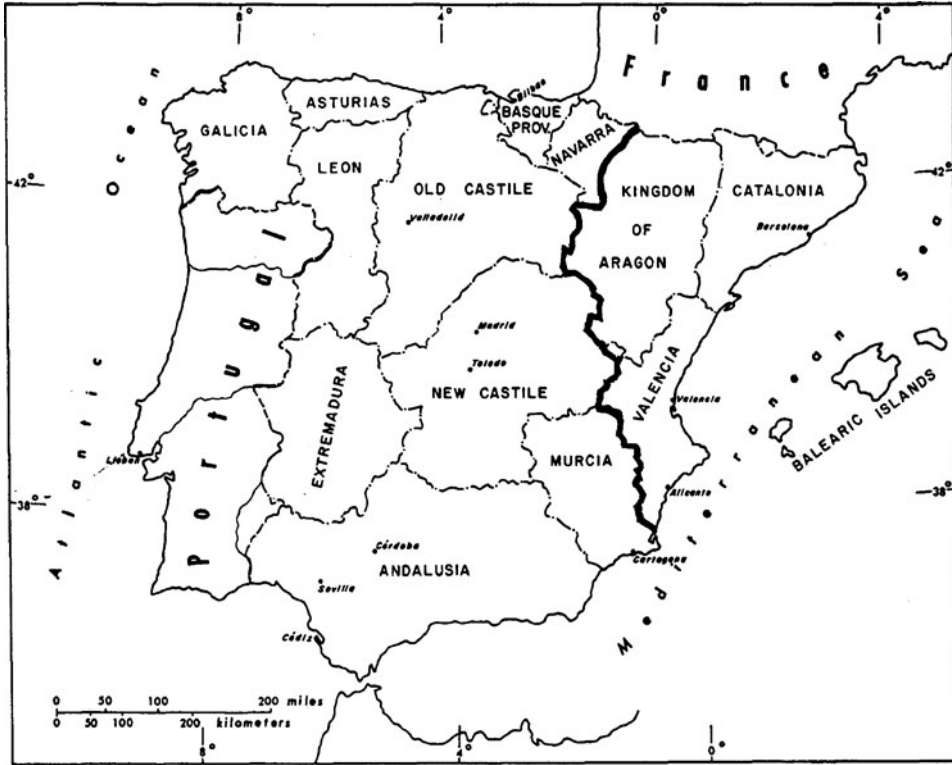 8°
4°
0°
4°
France
Ocean
Bilbao
ASTURIAS
BASQUE
PROV.
GALICIA
NAVARRA
LEON
42°
42°
OLD CASTILE
KINGDOM
OF
ARAGON
CATALONIA
Valladolid
Barcelona
Portugal
Madrid
Toledo
NEW CASTILE
VALENCIA
Valencia
BALEARIC ISLANDS
EXTREMADURA
MURCIA
Lisbon
Alicante
38°
38°
Atlantic
Córdoba
ANDALUSIA
Cartagena
Sevilla
Cádiz
Mediterranean Sea
0 50 100 200 miles
0 50 100 200 kilometers
8°
4°
0°